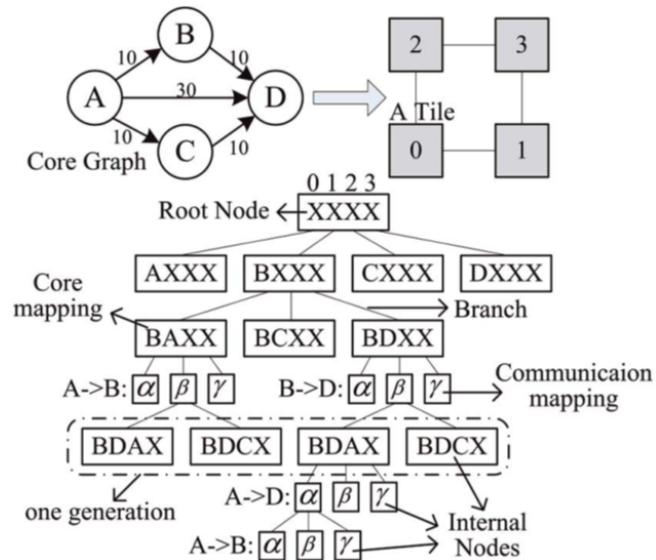 B
2
3
10
10
A
30
D
A Tile
10
10
C
0
1
Core Graph
0 1 2 3
Root Node
XXXX
AXXX
BXXX
CXXX
DXXX
Core
mapping
Branch
BAXX
BCXX
BDXX
A->B: α β γ
B->D: α β γ
Communicaion
mapping
BDAX
BDCX
BDAX
BDCX
one generation
A->D: α β γ
Internal
Nodes
A->B: α β γ